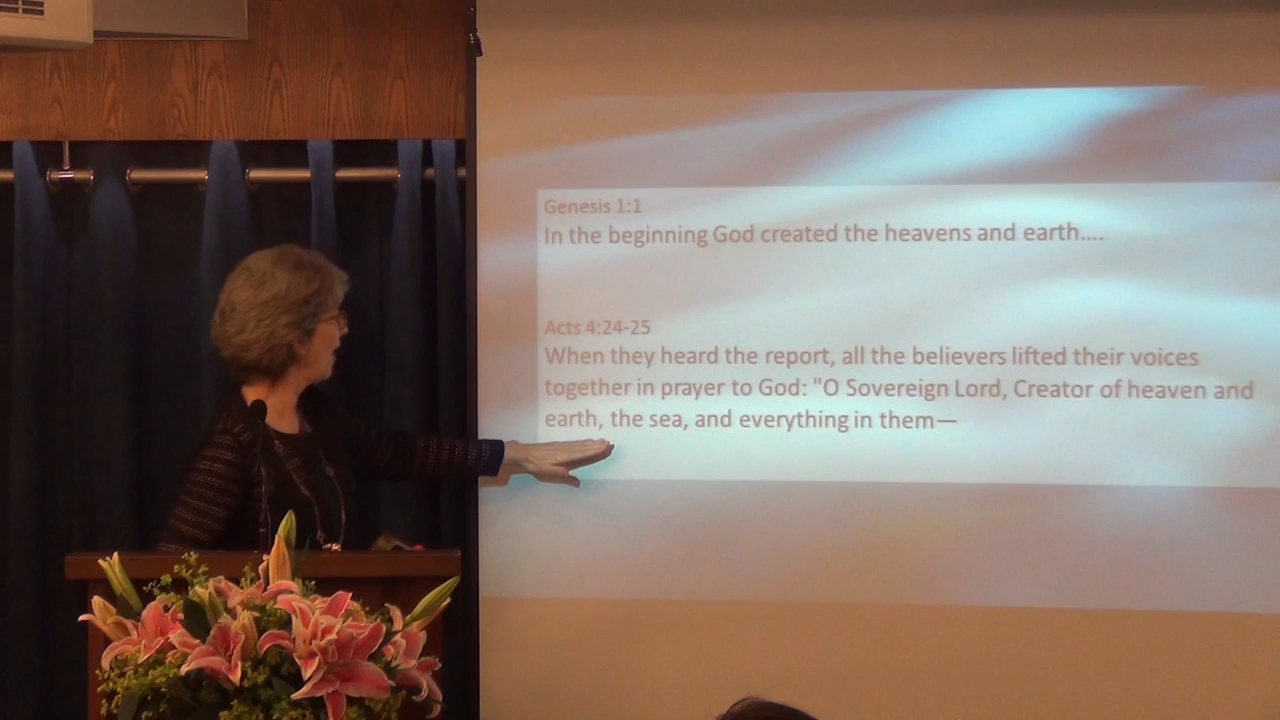 Genesis 1:1
In the beginning God created the heavens and earth....
Acts 4:24-25
When they heard the report, all the believers lifted their voices
together in prayer to God: "O Sovereign Lord, Creator of heaven and
earth, the sea, and everything in them—